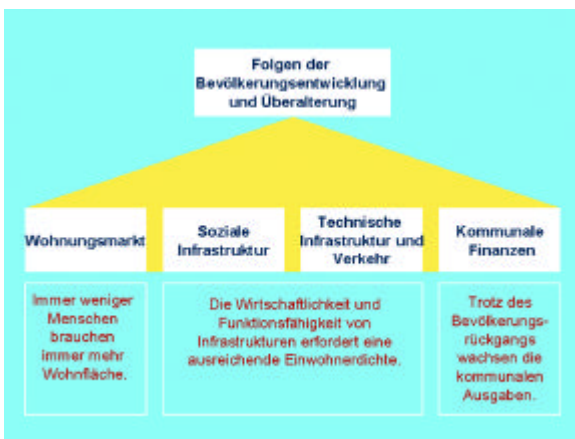 Folgen der
Bevölkerungsentwicklung
und Überalterung
Wohnungsmarkt
Soziale
Infrastruktur
Technische
Infrastruktur und
Verkehr
Kommunale
Finanzen
Immer weniger
Menschen
brauchen
immer mehr
Wohnfläche.
Die Wirtschaftlichkeit und
Funktionsfähigkeit von
Infrastrukturen erfordert eine
ausreichende Einwohnerdichte.
Trotz des
Bevölkerungs-
rückgangs
wachsen die
kommunalen
Ausgaben.